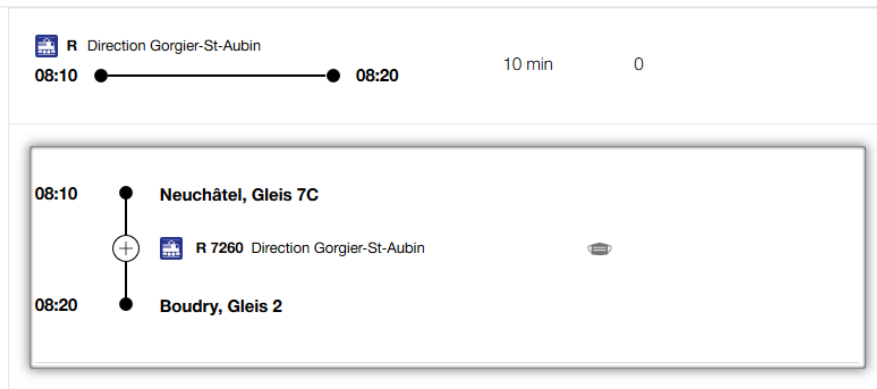 R Direction Gorgier-St-Aubin
08:10 08:20 10 min 0
08:10 Neuchâtel, Gleis 7C
R 7260 Direction Gorgier-St-Aubin
08:20 Boudry, Gleis 2